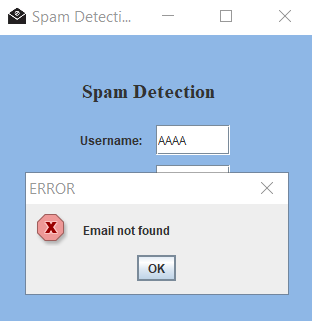 Spam Detecti...
Spam Detection
Username: AAAA
ERROR
Email not found
OK